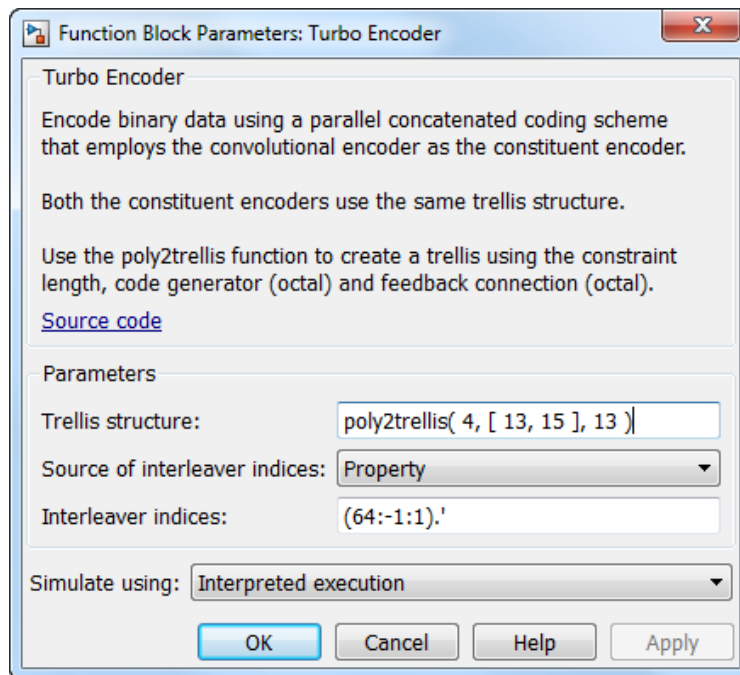 Function Block Parameters: Turbo Encoder
Turbo Encoder
Encode binary data using a parallel concatenated coding scheme
that employs the convolutional encoder as the constituent encoder.
Both the constituent encoders use the same trellis structure.
Use the poly2trellis function to create a trellis using the constraint
length, code generator (octal) and feedback connection (octal).
Source code
Parameters
Trellis structure: poly2trellis( 4, [ 13, 15 ], 13 )
Source of interleaver indices: Property
Interleaver indices: (64:-1:1).'
Simulate using: Interpreted execution
OK Cancel Help Apply